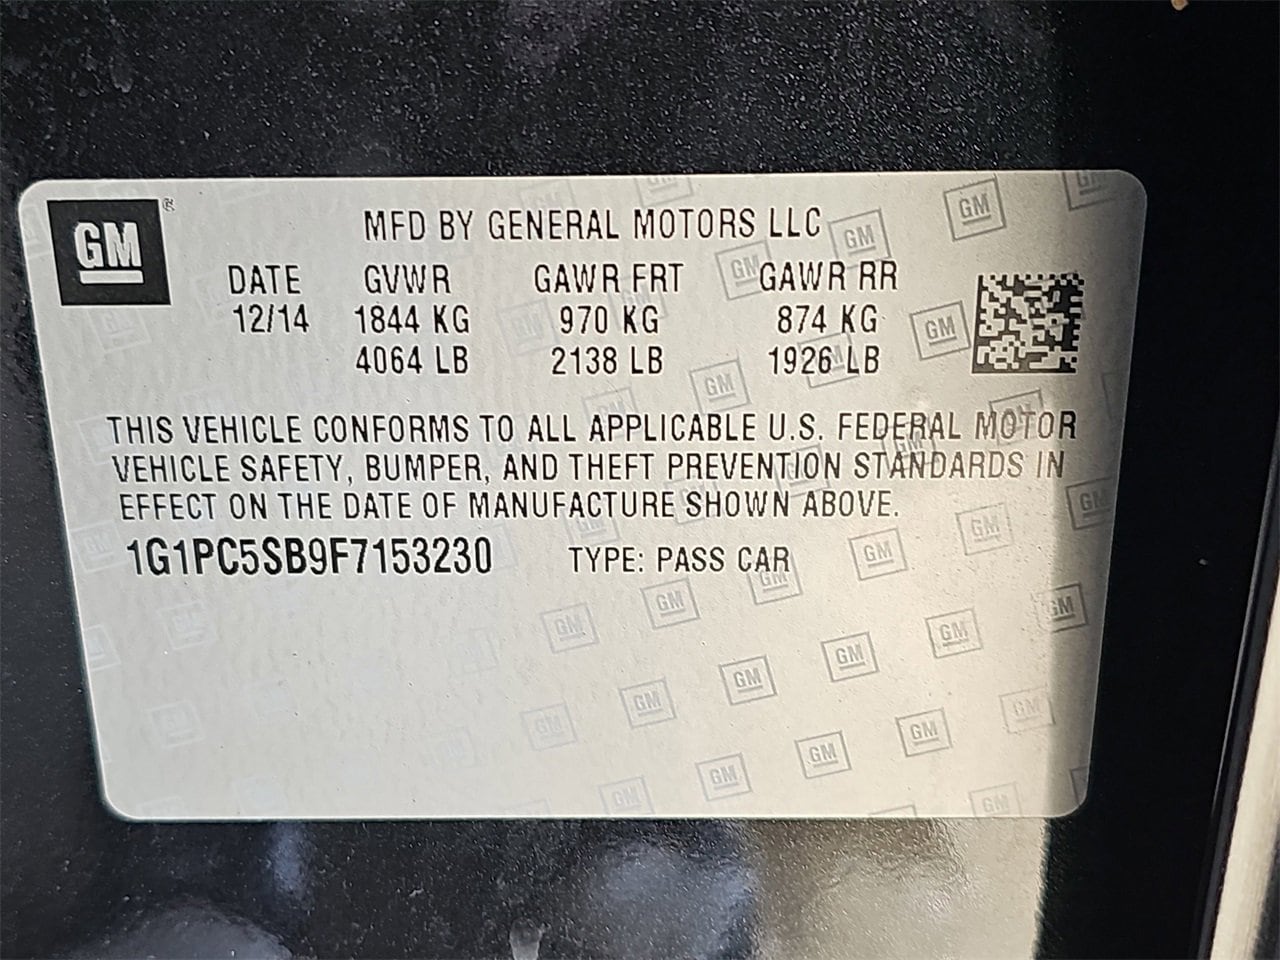 GM
MFD BY GENERAL MOTORS LLC
DATE GVWR GAWR FRT GAWR RR
12/14 1844 KG 970 KG 874 KG
4064 LB 2138 LB 1926 LB
THIS VEHICLE CONFORMS TO ALL APPLICABLE U.S. FEDERAL MOTOR
VEHICLE SAFETY, BUMPER, AND THEFT PREVENTION STANDARDS IN
EFFECT ON THE DATE OF MANUFACTURE SHOWN ABOVE.
1G1PC5SB9F7153230 TYPE: PASS CAR